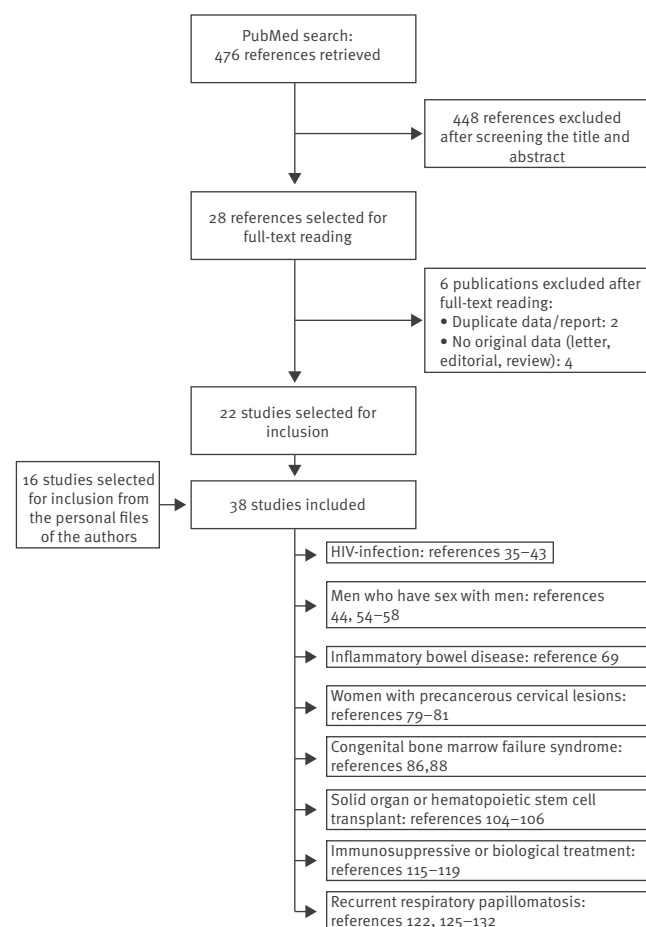 PubMed search:
476 references retrieved
448 references excluded
after screening the title and
abstract
28 references selected for
full-text reading
6 publications excluded after
full-text reading:
• Duplicate data/report: 2
• No original data (letter,
editorial, review): 4
22 studies selected for
inclusion
16 studies selected
for inclusion from
the personal files
of the authors
38 studies included
HIV-infection: references 35–43
Men who have sex with men: references
44, 54–58
Inflammatory bowel disease: reference 69
Women with precancerous cervical lesions:
references 79–81
Congenital bone marrow failure syndrome:
references 86,88
Solid organ or hematopoietic stem cell
transplant: references 104–106
Immunosuppressive or biological treatment:
references 115–119
Recurrent respiratory papillomatosis:
references 122, 125–132